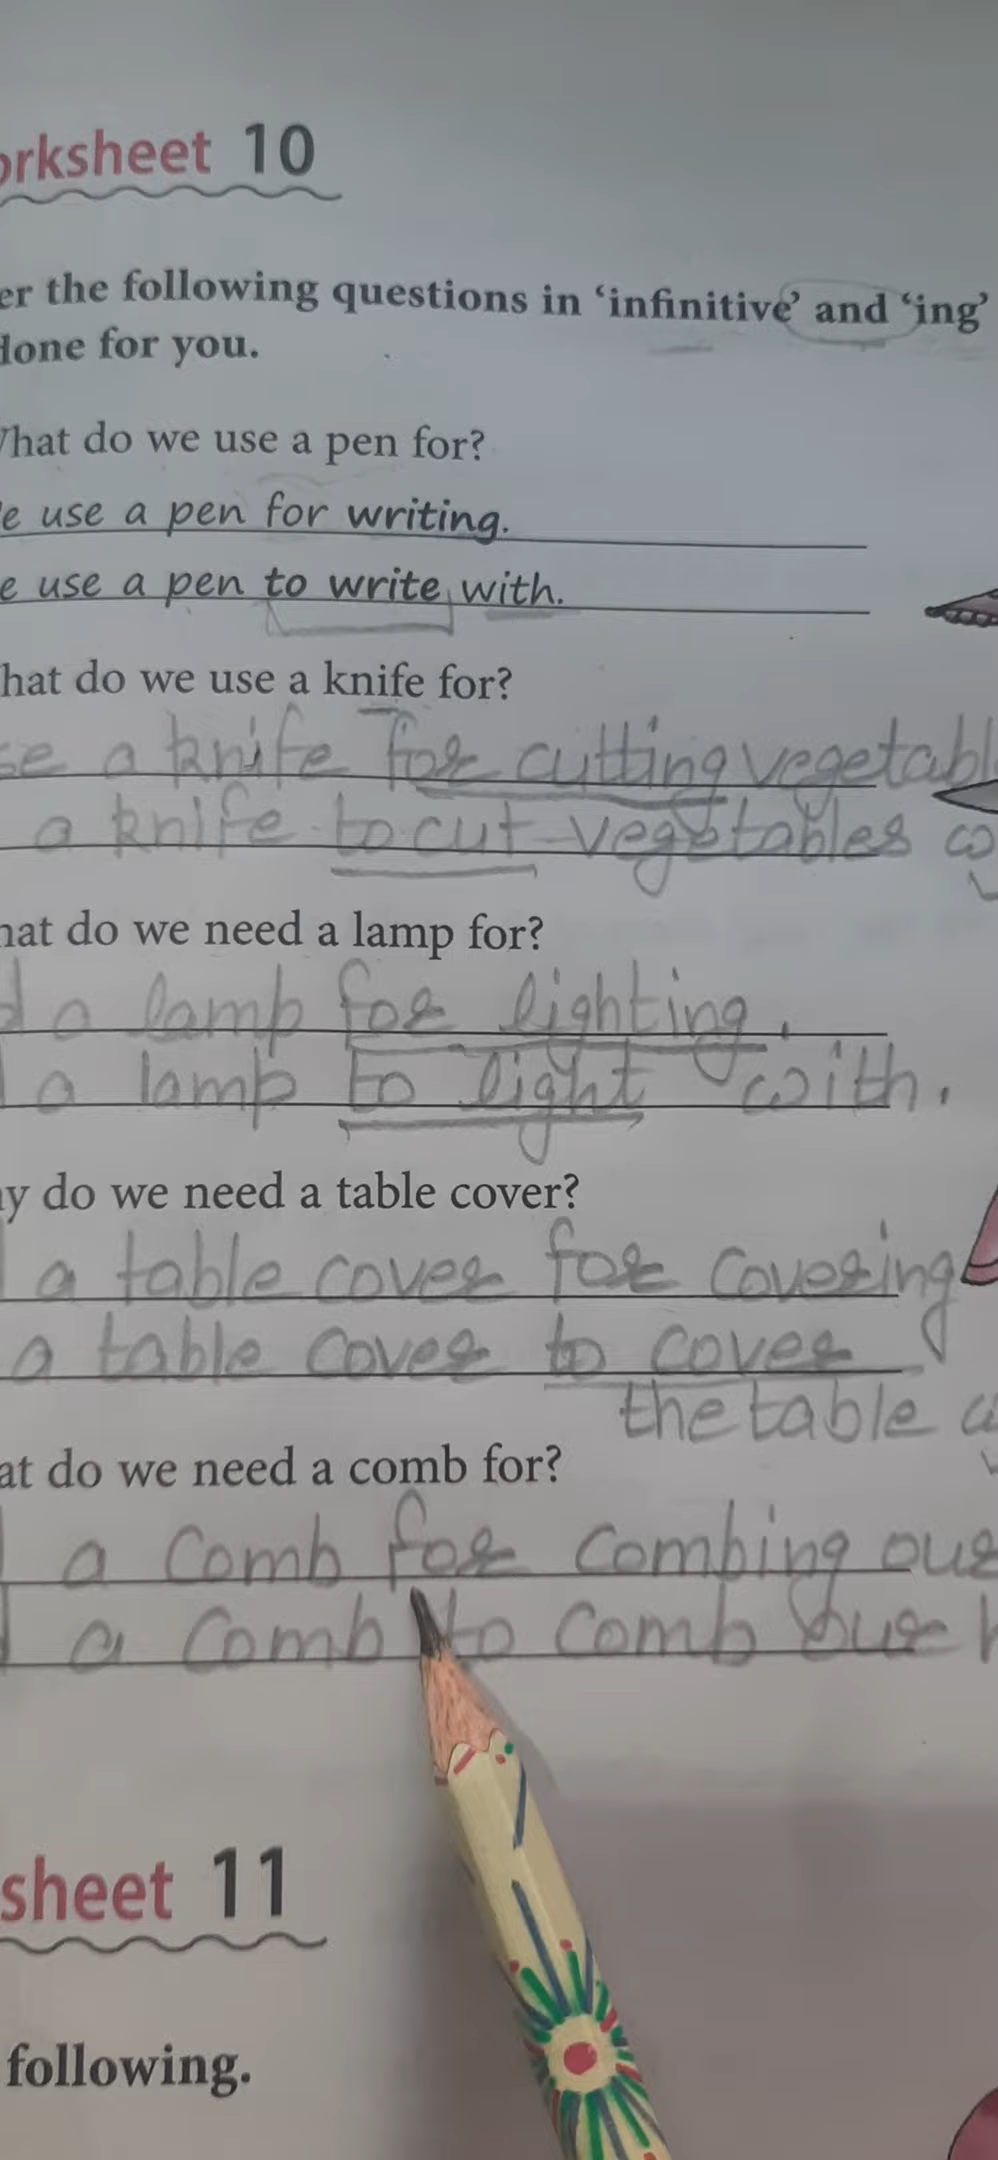 orksheet 10
er the following questions in ‘infinitive’ and ‘ing’
done for you.
What do we use a pen for?
e use a pen for writing.
e use a pen to write with.
hat do we use a knife for?
se a knife for cutting vegetabl
a knife to cut vegetables
hat do we need a lamp for?
d a lamb for lighting.
a lamp to light with.
y do we need a table cover?
a table cover for covering
a table cover to cover
the table
at do we need a comb for?
a comb for combing our
d a comb to comb our h
sheet 11
following.